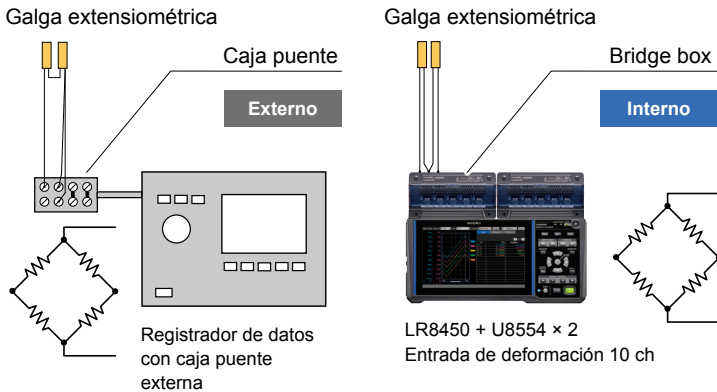 Galga extensiométrica
Caja puente
Externo
Registrador de datos
con caja puente
externa
Galga extensiométrica
Bridge box
Interno
LR8450 + U8554 × 2
Entrada de deformación 10 ch